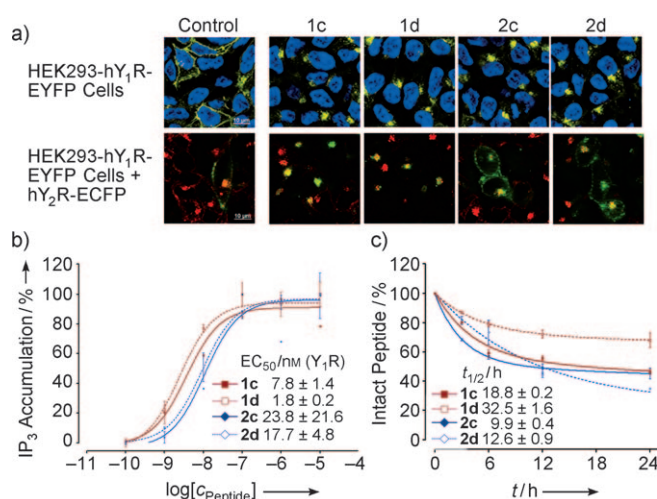 a)
Control 1c 1d 2c 2d
HEK293-hY₁R-
EYFP Cells
10 µm
HEK293-hY₁R-
EYFP Cells +
hY₂R-ECFP
10 µm
b)
IP₃ Accumulation / % →
120
100
80
60
40
20
0
−11 −10 −9 −8 −7 −6 −5 −4
log[cPeptide] →
EC₅₀/nM (Y₁R)
1c 7.8 ± 1.4
1d 1.8 ± 0.2
2c 23.8 ± 21.6
2d 17.7 ± 4.8
c)
Intact Peptide / % →
120
100
80
60
40
20
0
0 6 12 18 24
t / h →
t₁/₂/h
1c 18.8 ± 0.2
1d 32.5 ± 1.6
2c 9.9 ± 0.4
2d 12.6 ± 0.9